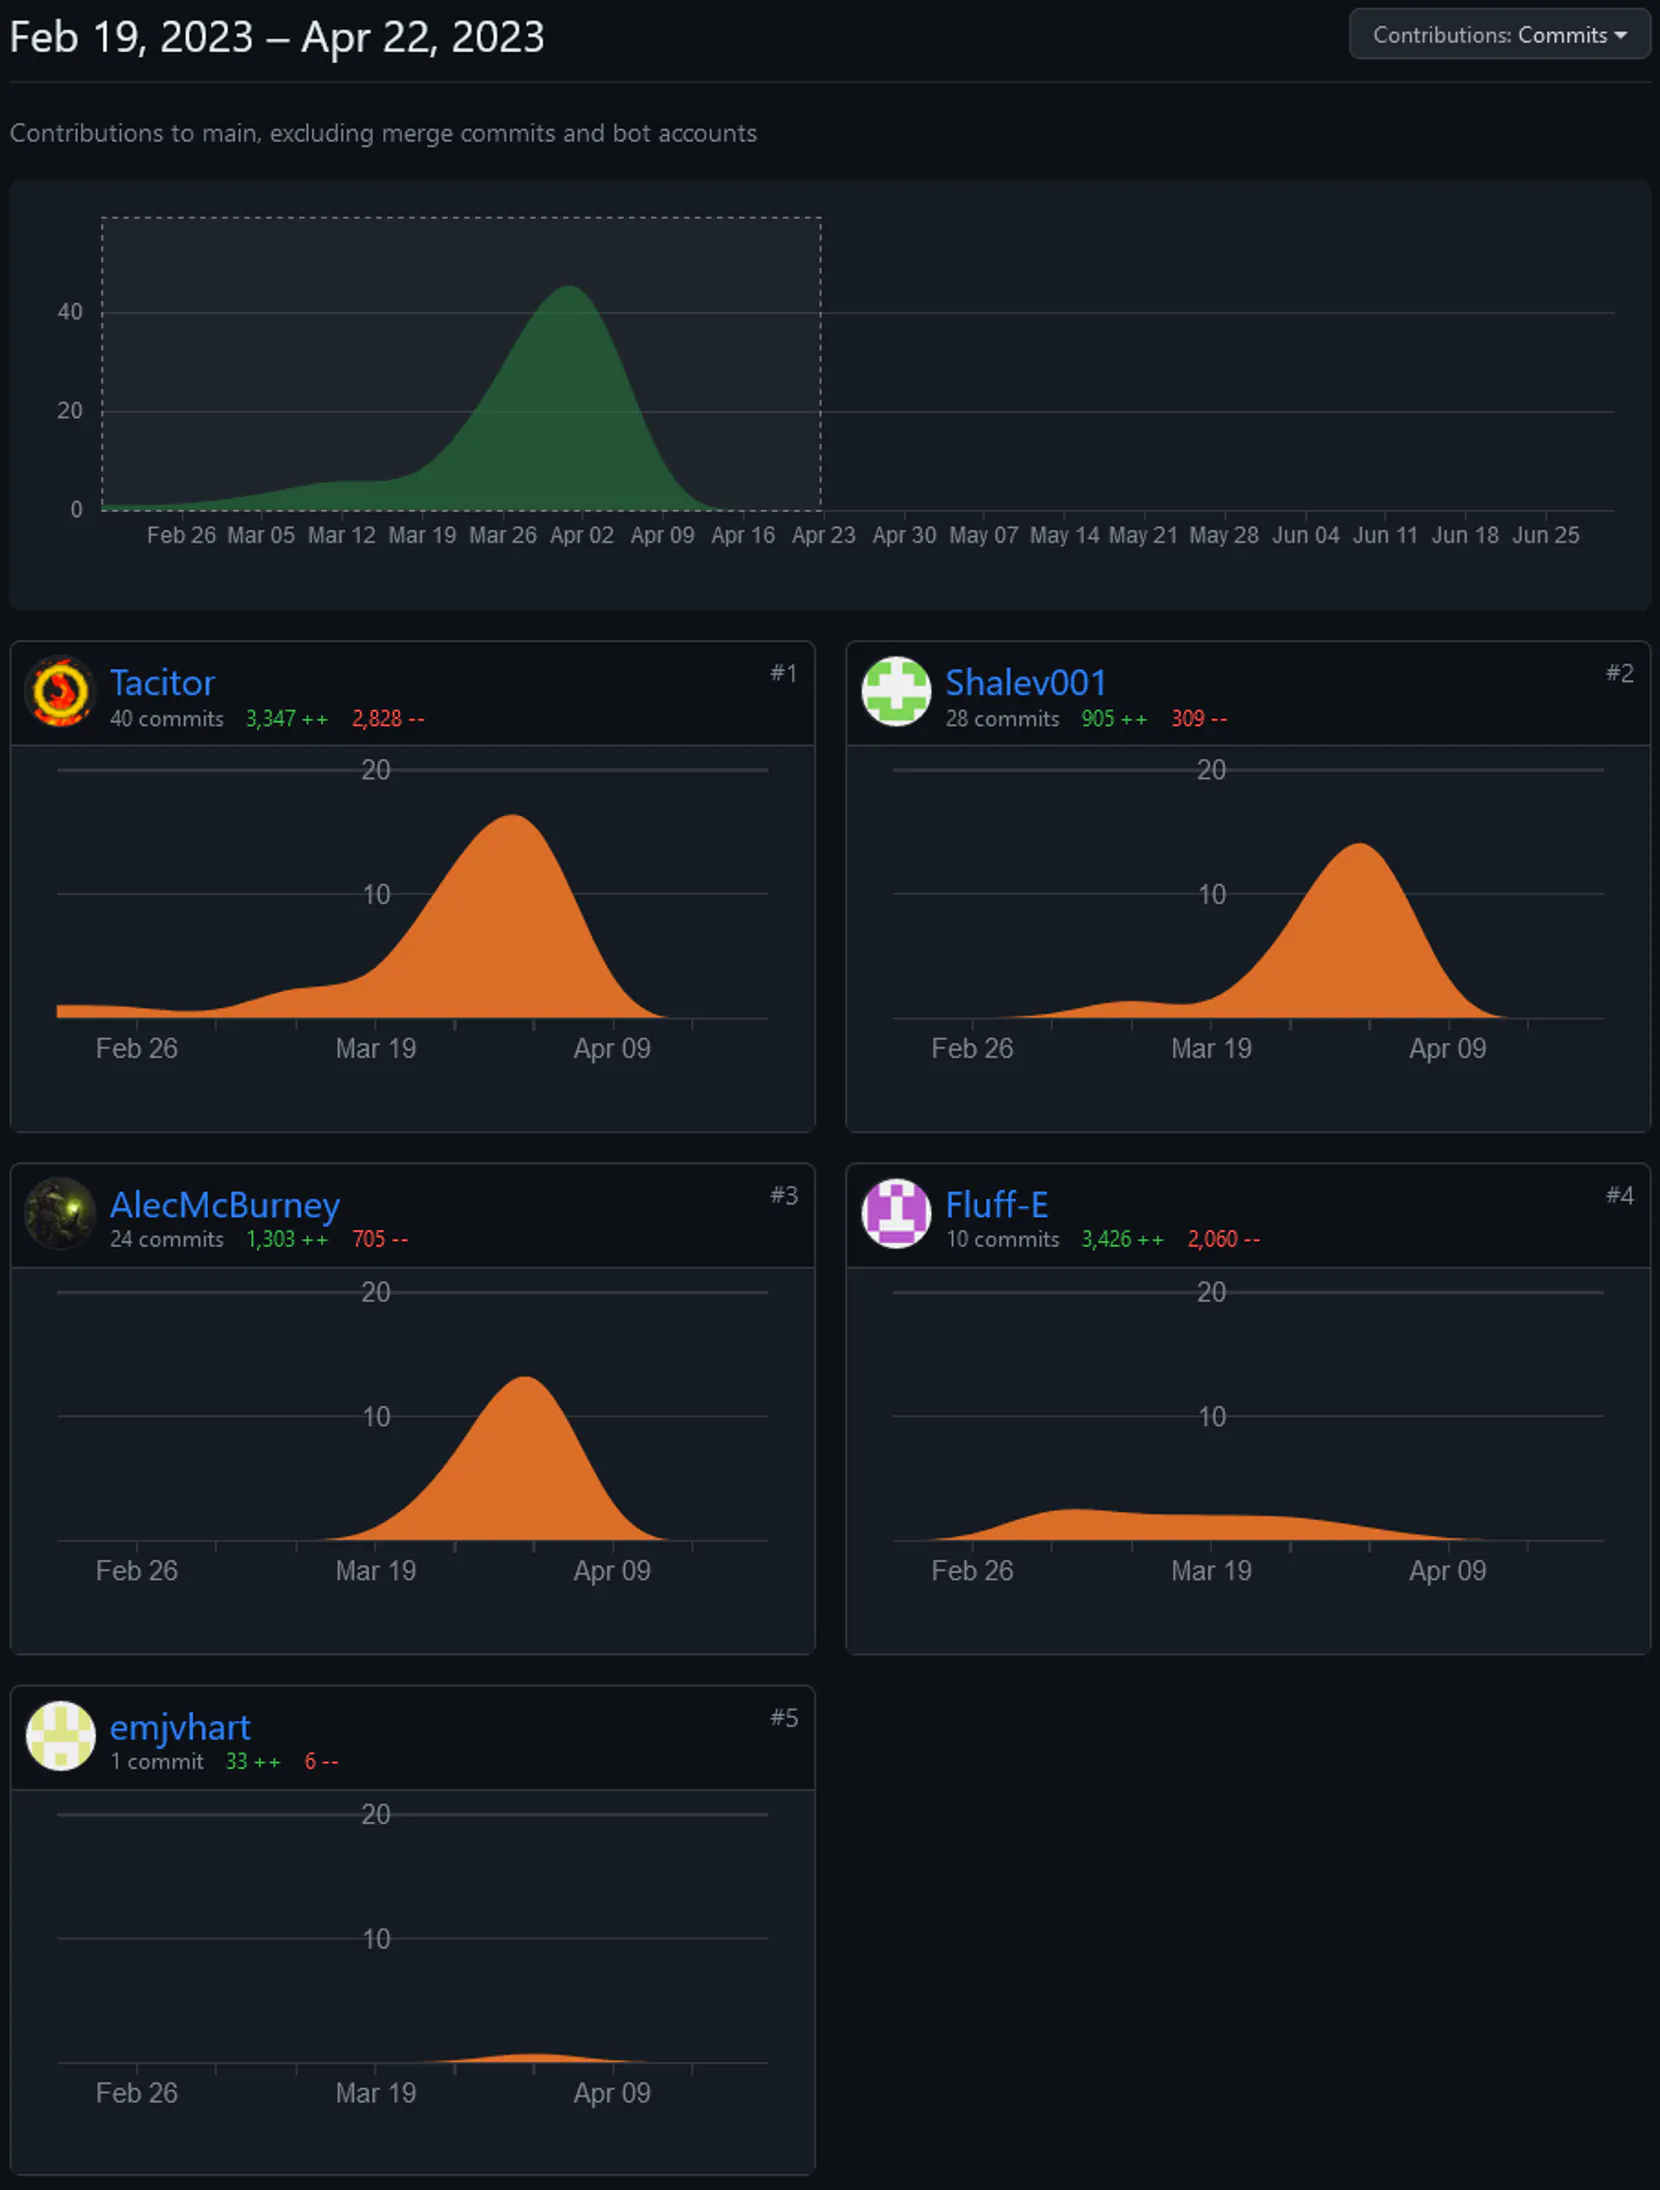 Feb 19, 2023 – Apr 22, 2023
Contributions: Commits
Contributions to main, excluding merge commits and bot accounts
40
20
0
Feb 26 Mar 05 Mar 12 Mar 19 Mar 26 Apr 02 Apr 09 Apr 16 Apr 23 Apr 30 May 07 May 14 May 21 May 28 Jun 04 Jun 11 Jun 18 Jun 25
Tacitor #1
40 commits 3,347 ++ 2,828 --
20
10
Feb 26 Mar 19 Apr 09
Shalev001 #2
28 commits 905 ++ 309 --
20
10
Feb 26 Mar 19 Apr 09
AlecMcBurney #3
24 commits 1,303 ++ 705 --
20
10
Feb 26 Mar 19 Apr 09
Fluff-E #4
10 commits 3,426 ++ 2,060 --
20
10
Feb 26 Mar 19 Apr 09
emjvhart #5
1 commit 33 ++ 6 --
20
10
Feb 26 Mar 19 Apr 09